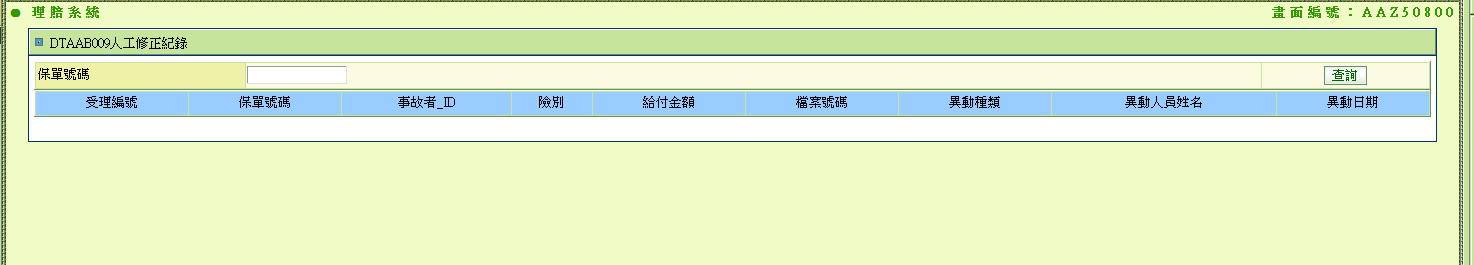 理賠系統 畫面編號：AAZ50800
DTAAB009人工修正紀錄
保單號碼 查詢
受理編號 保單號碼 事故者_ID 險別 給付金額 檔案號碼 異動種類 異動人員姓名 異動日期